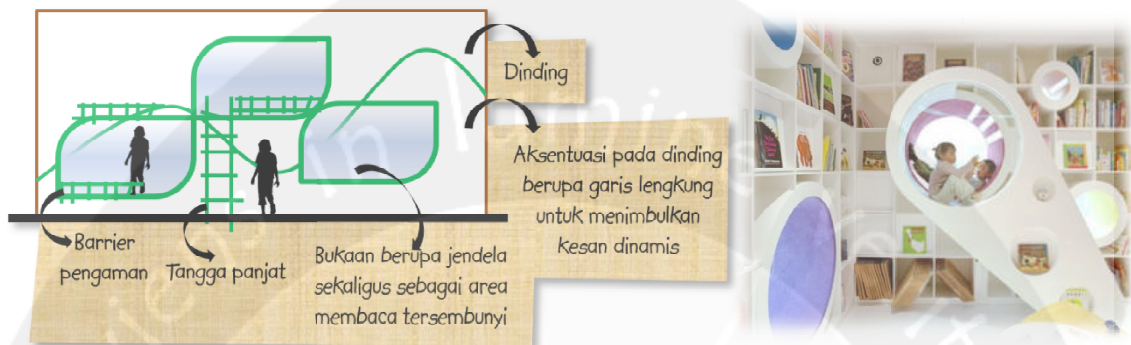 Dinding
Aksentuasi pada dinding
berupa garis lengkung
untuk menimbulkan
kesan dinamis
Barrier
pengaman
Tangga panjat
Bukaan berupa jendela
sekaligus sebagai area
membaca tersembunyi